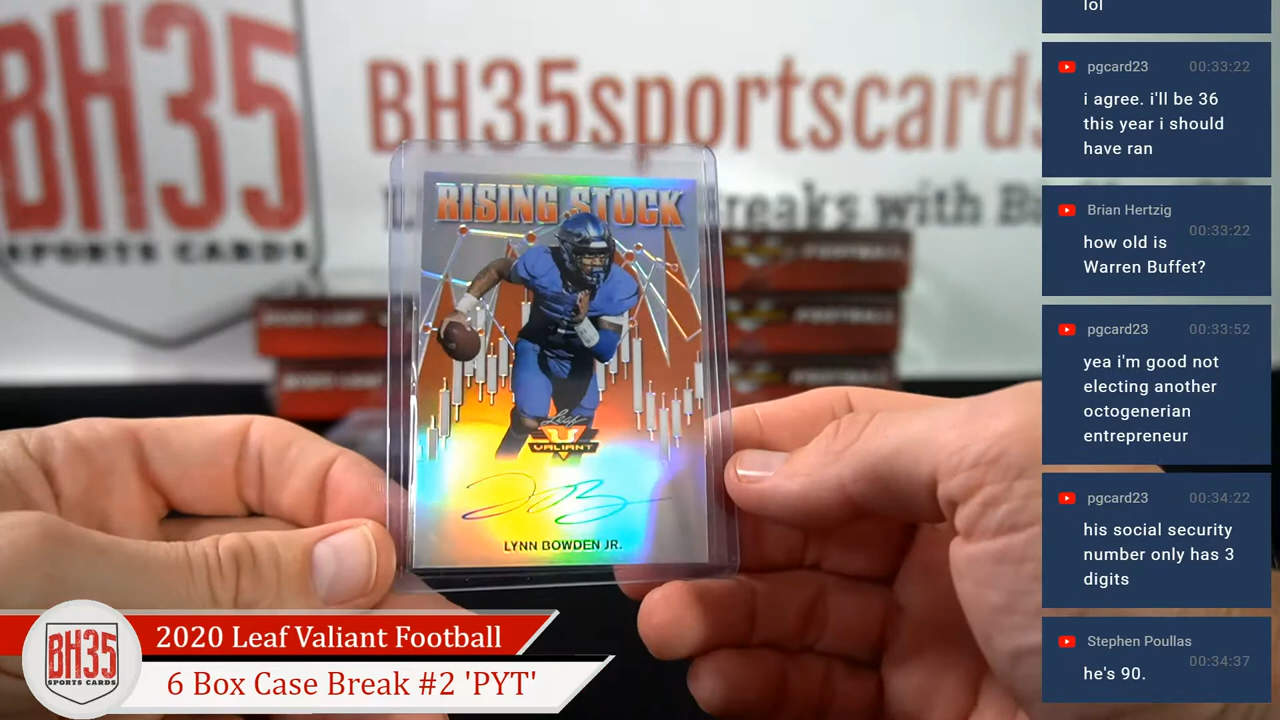 BH35
SPORTS CARDS
BH35sportscards
reaks with B
RISING STOCK
FOOTBALL
FOOTBALL
FOOTBALL
Leaf
VALIANT
LYNN BOWDEN JR.
BH35
SPORTS CARDS
2020 Leaf Valiant Football
6 Box Case Break #2 'PYT'
lol
pgcard23 00:33:22
i agree. i'll be 36
this year i should
have ran
Brian Hertzig 00:33:22
how old is
Warren Buffet?
pgcard23 00:33:52
yea i'm good not
electing another
octogenerian
entrepreneur
pgcard23 00:34:22
his social security
number only has 3
digits
Stephen Poullas 00:34:37
he's 90.